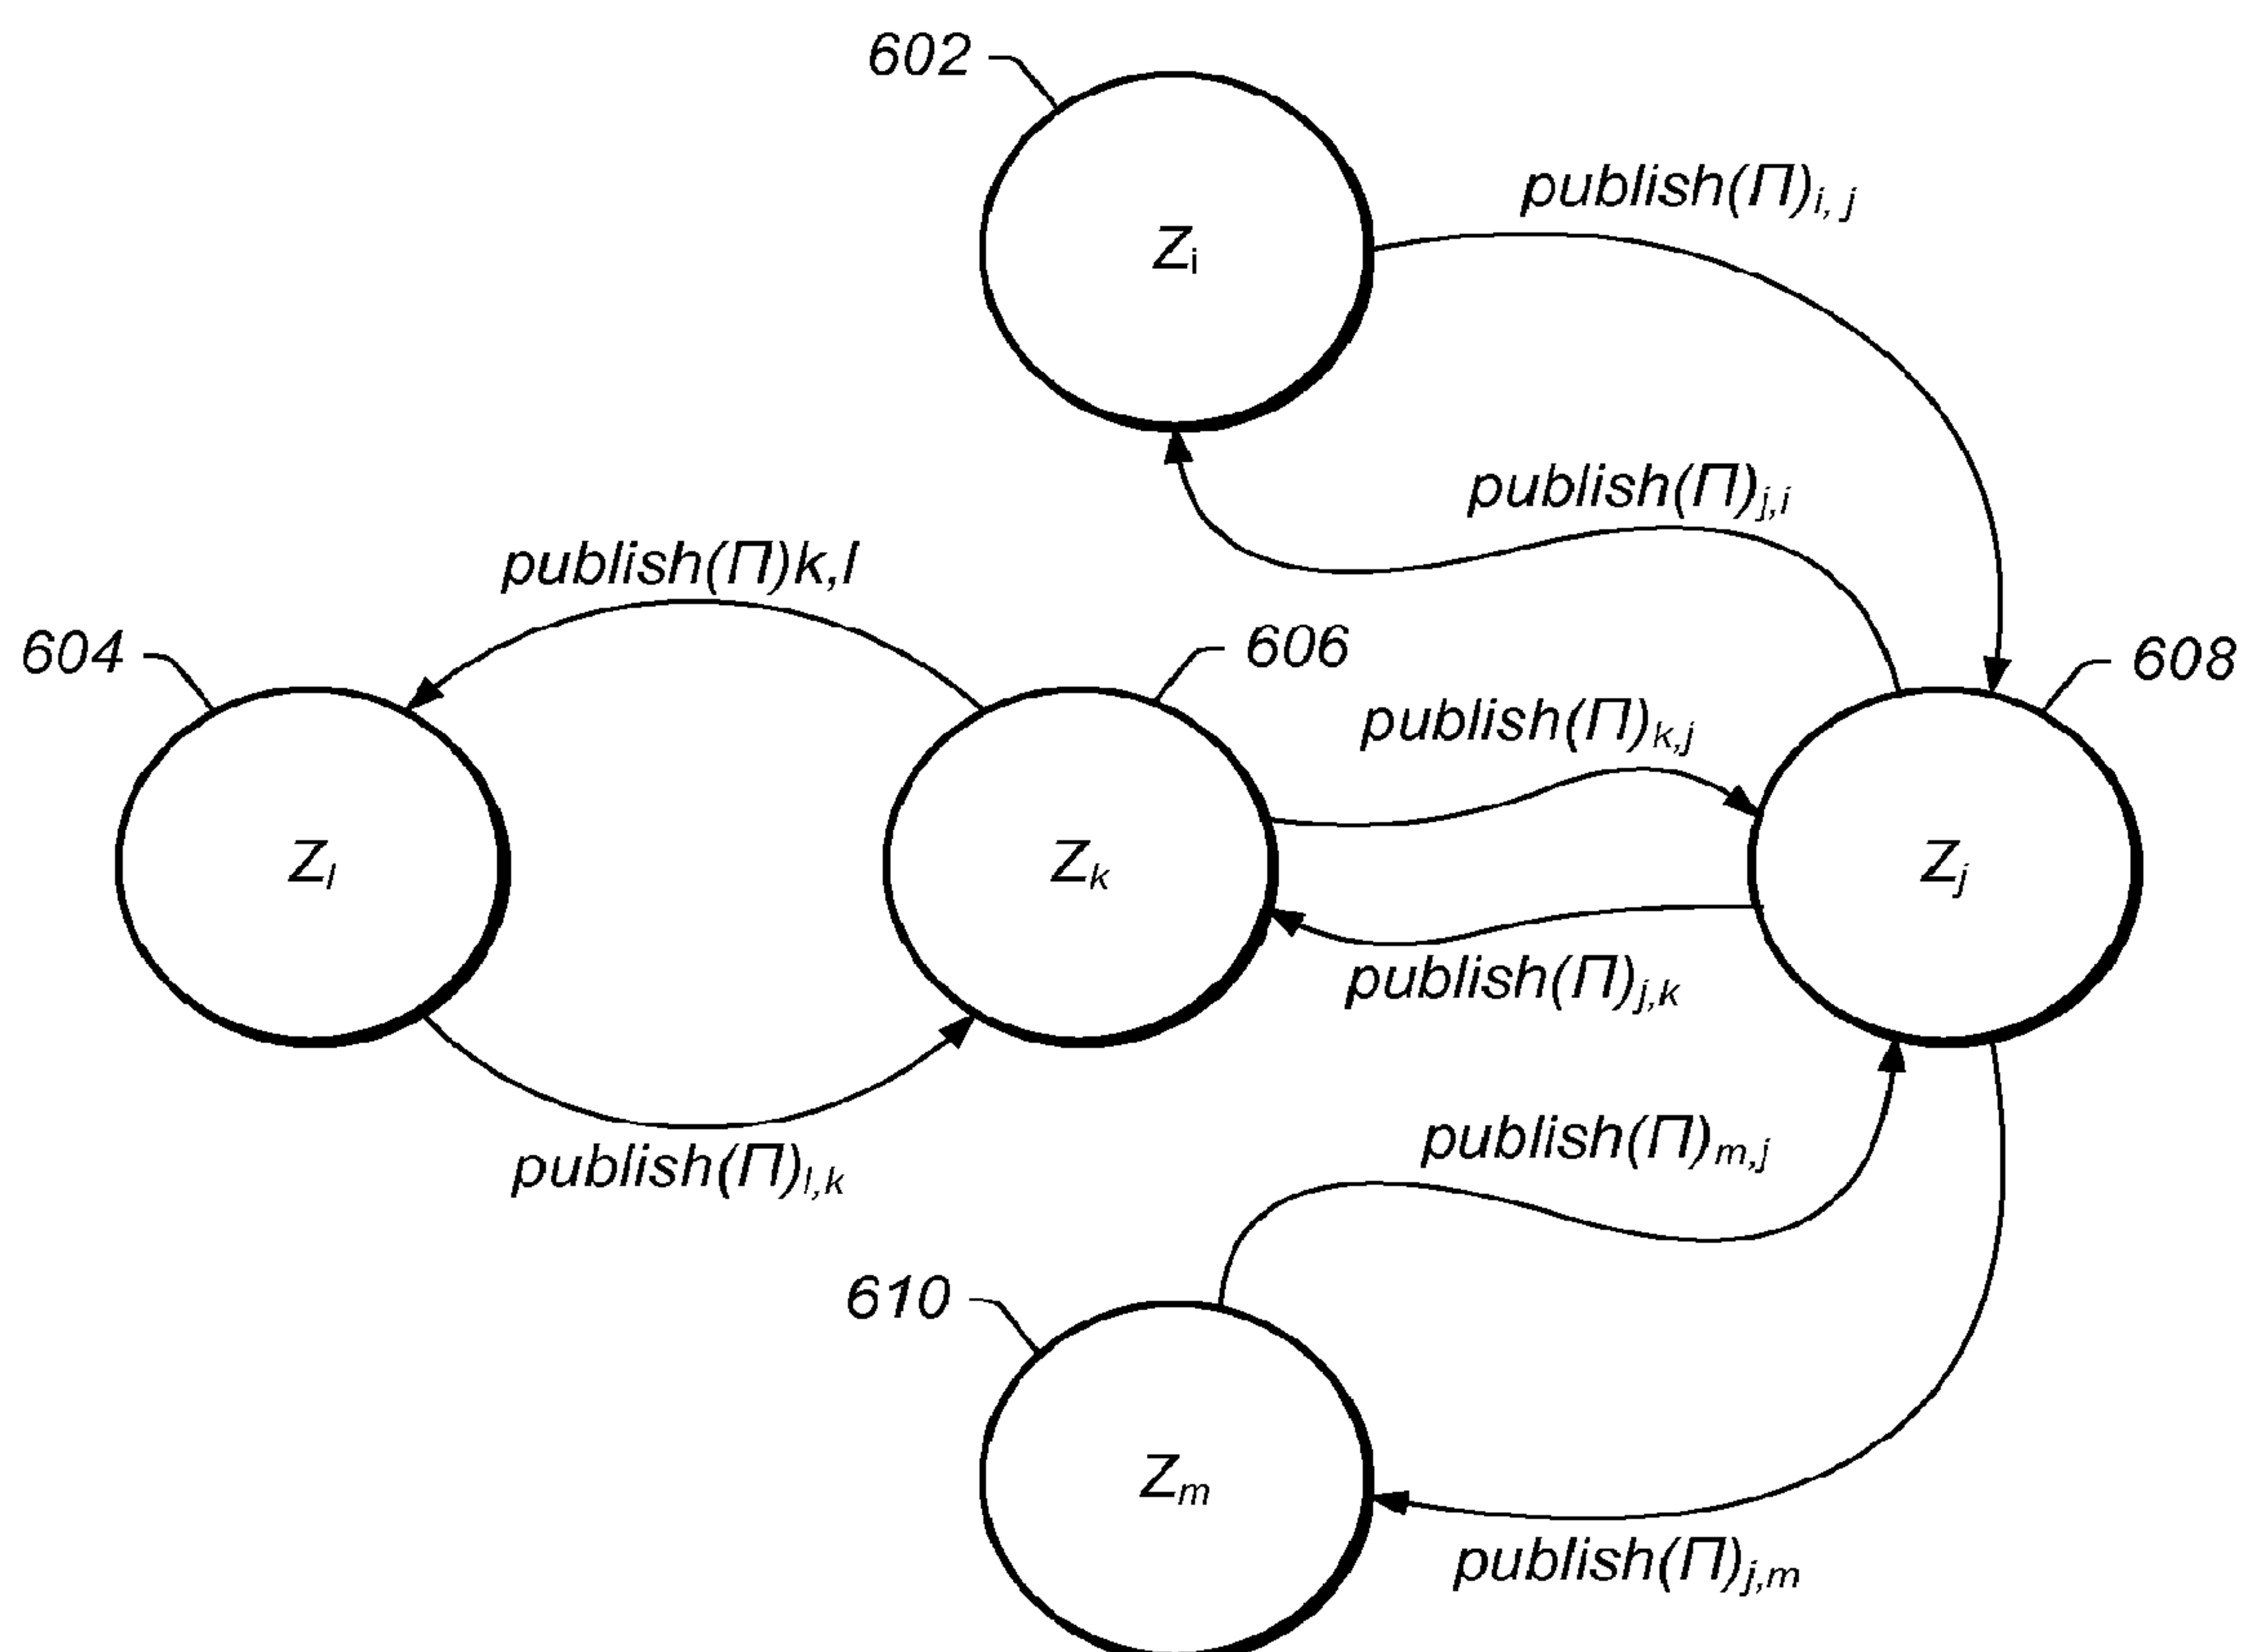 602
publish(Π)i, j
Zi
publish(Π)j,i
publish(Π)k,l
604
606
608
publish(Π)k,j
Zl
Zk
Zj
publish(Π)j,k
publish(Π)m,j
publish(Π)l,k
610
Zm
publish(Π)j,m